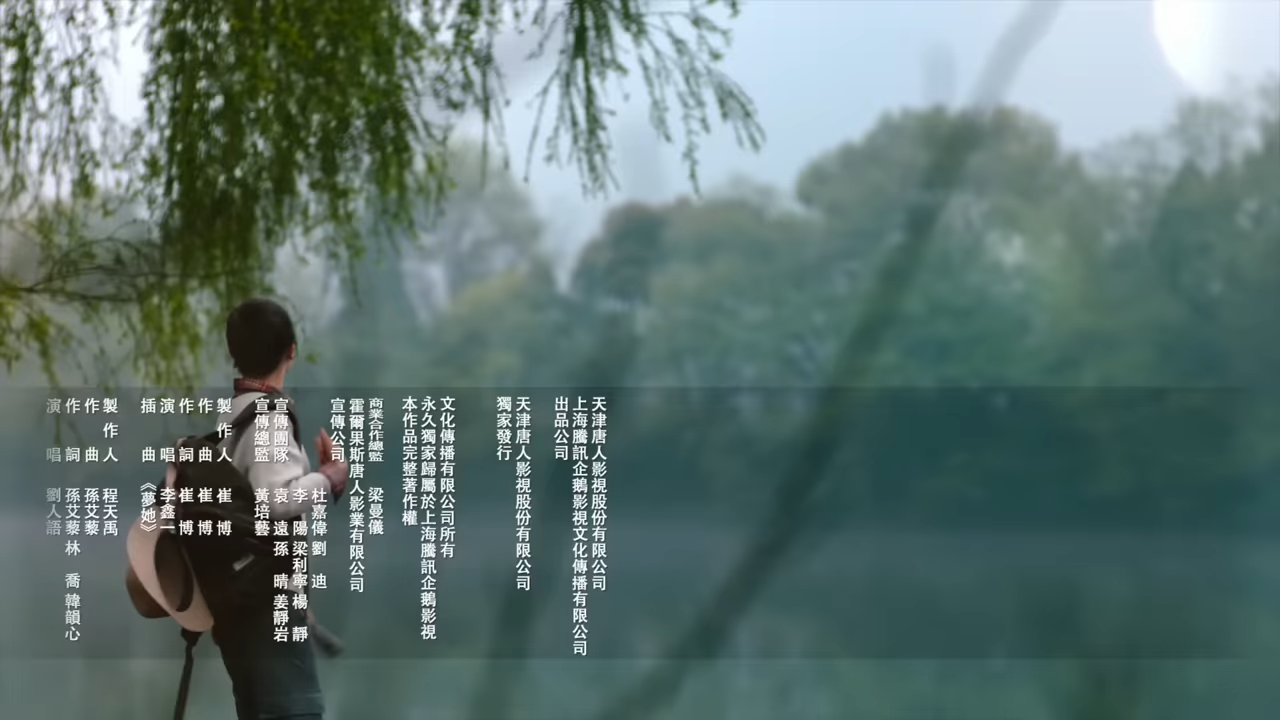 演唱 劉人語
作詞 孫艾藜 林喬 韓韻心
作曲 孫艾藜
製作人 程天禹
插曲《夢她》
演唱 李鑫一
作詞 崔博
作曲 崔博
製作人 崔博
宣傳總監 黃培藝
宣傳團隊 袁遠 孫晴 姜靜岩
李陽 梁利寧 楊靜
杜嘉偉 劉迪
宣傳公司
霍爾果斯唐人影業有限公司
商業合作總監 梁曼儀
本作品完整著作權
永久獨家歸屬於上海騰訊企鵝影視
文化傳播有限公司所有
獨家發行
天津唐人影視股份有限公司
出品公司
上海騰訊企鵝影視文化傳播有限公司
天津唐人影視股份有限公司